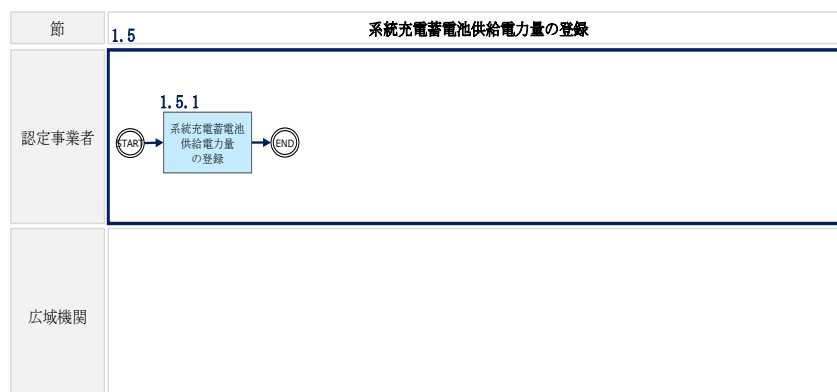 節
1.5
系統充電蓄電池供給電力量の登録
認定事業者
1.5.1
START
系統充電蓄電池
供給電力量
の登録
END
広域機関